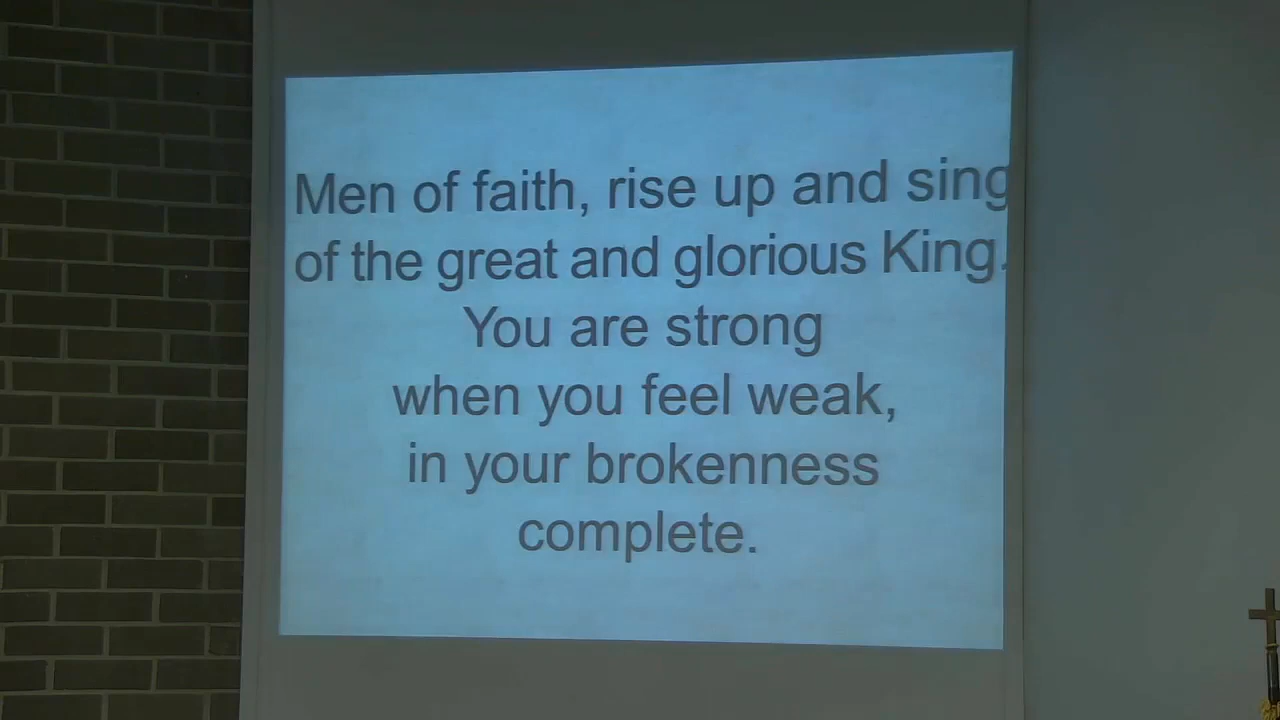 Men of faith, rise up and sing
of the great and glorious King.
You are strong
when you feel weak,
in your brokenness
complete.